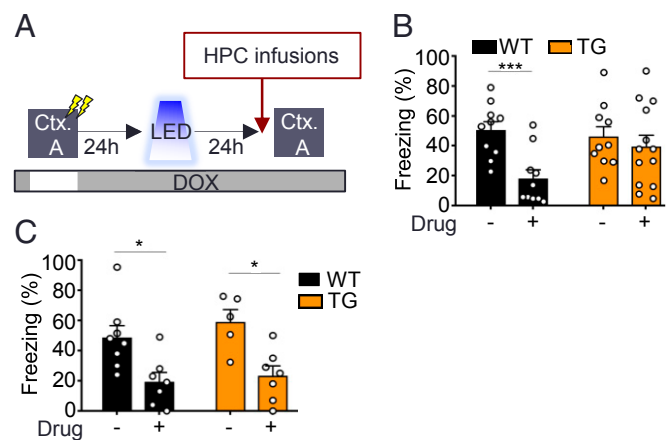 A
HPC infusions
Ctx.
A
24h
LED
24h
Ctx.
A
DOX
B
WT
TG
***
Freezing (%)
100
80
60
40
20
0
Drug
-
+
-
+
C
*
*
WT
TG
Freezing (%)
100
80
60
40
20
0
Drug
-
+
-
+